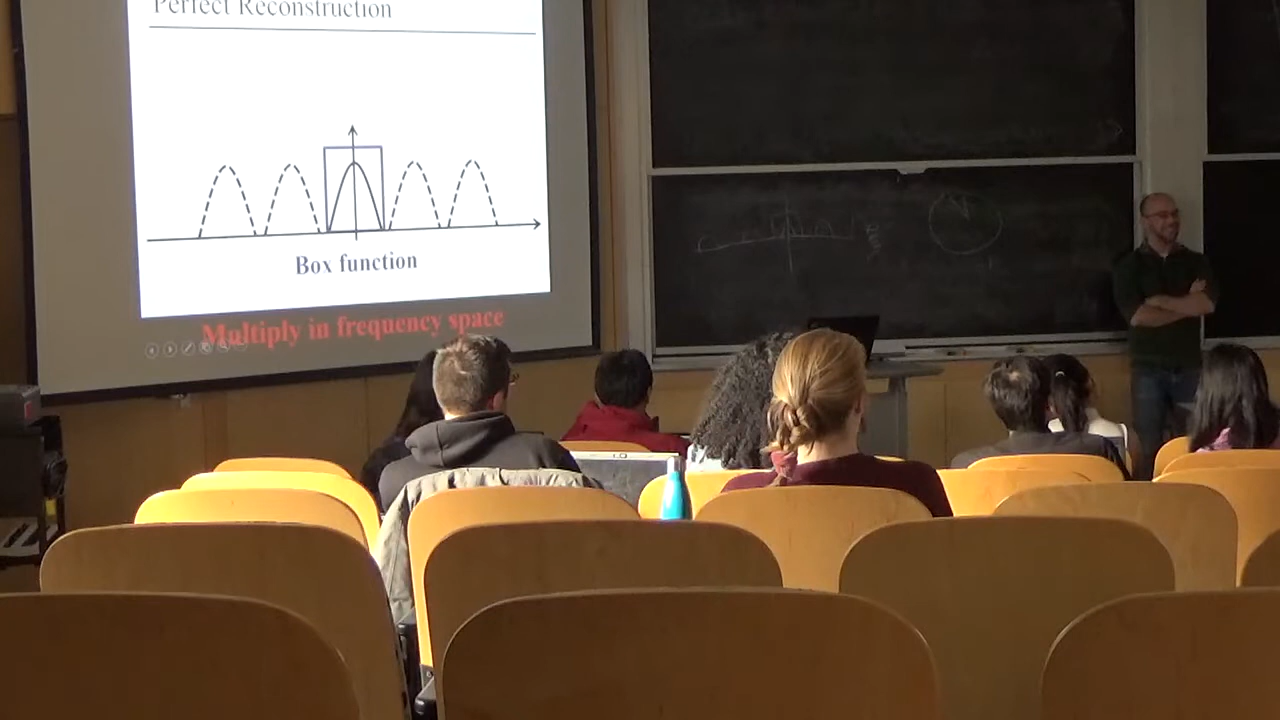 Perfect Reconstruction
Box function
Multiply in frequency space